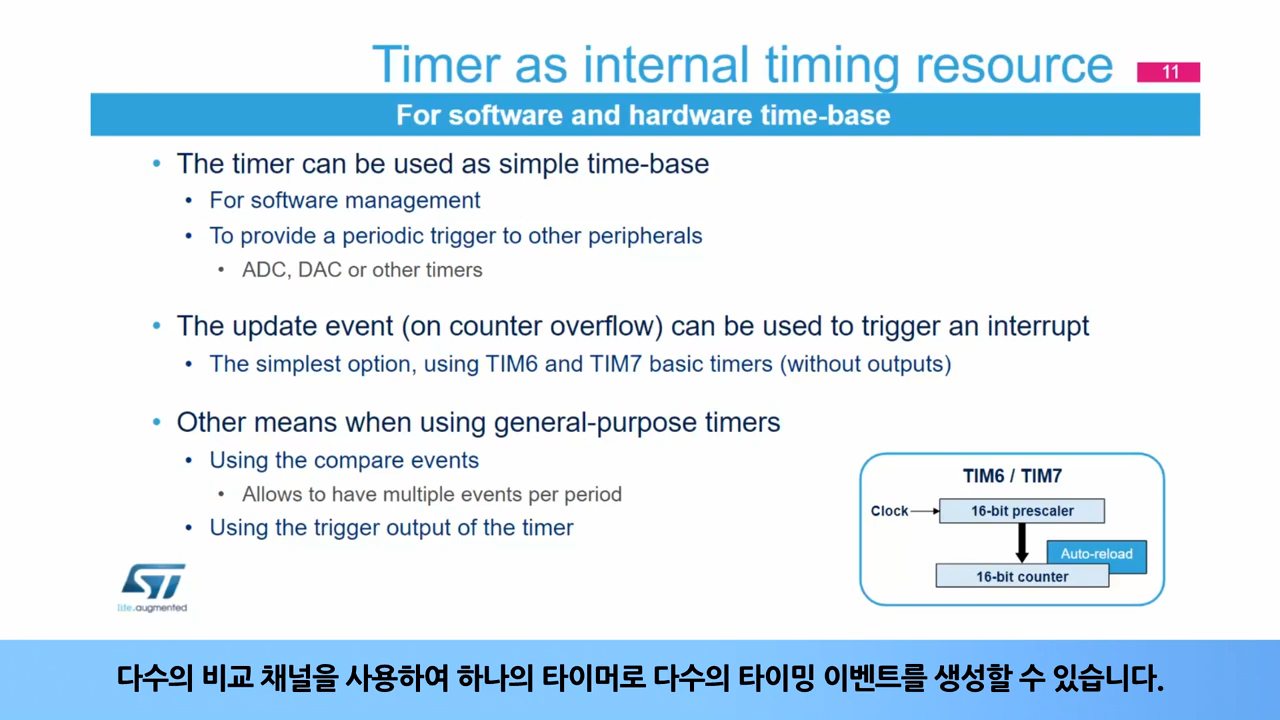 Timer as internal timing resource
11
For software and hardware time-base
• The timer can be used as simple time-base
• For software management
• To provide a periodic trigger to other peripherals
• ADC, DAC or other timers
• The update event (on counter overflow) can be used to trigger an interrupt
• The simplest option, using TIM6 and TIM7 basic timers (without outputs)
• Other means when using general-purpose timers
• Using the compare events
• Allows to have multiple events per period
• Using the trigger output of the timer
TIM6 / TIM7
Clock
16-bit prescaler
Auto-reload
16-bit counter
ST
life.augmented
다수의 비교 채널을 사용하여 하나의 타이머로 다수의 타이밍 이벤트를 생성할 수 있습니다.